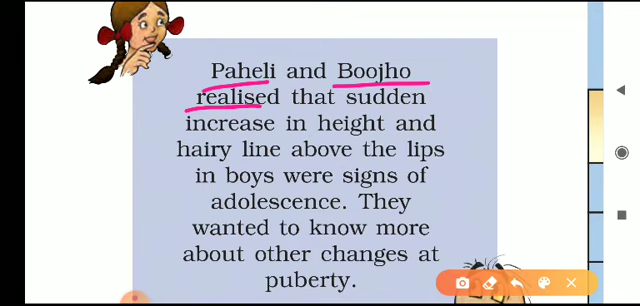 Paheli and Boojho
realised that sudden
increase in height and
hairy line above the lips
in boys were signs of
adolescence. They
wanted to know more
about other changes at
puberty.